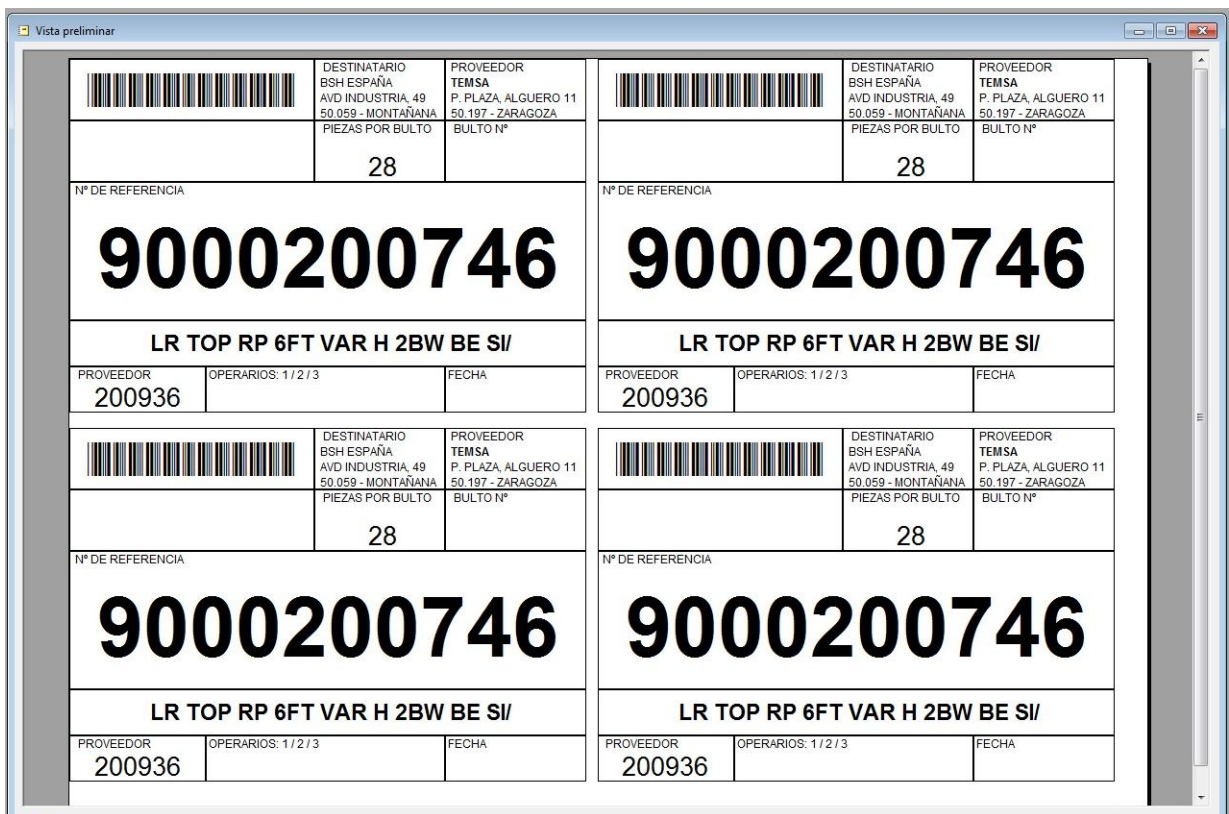 Vista preliminar
DESTINATARIO
BSH ESPAÑA
AVD INDUSTRIA, 49
50.059 - MONTAÑANA
PROVEEDOR
TEMSA
P. PLAZA, ALGUERO 11
50.197 - ZARAGOZA
PIEZAS POR BULTO
28
BULTO Nº
Nº DE REFERENCIA
9000200746
LR TOP RP 6FT VAR H 2BW BE SI/
PROVEEDOR
200936
OPERARIOS: 1 / 2 / 3
FECHA
DESTINATARIO
BSH ESPAÑA
AVD INDUSTRIA, 49
50.059 - MONTAÑANA
PROVEEDOR
TEMSA
P. PLAZA, ALGUERO 11
50.197 - ZARAGOZA
PIEZAS POR BULTO
28
BULTO Nº
Nº DE REFERENCIA
9000200746
LR TOP RP 6FT VAR H 2BW BE SI/
PROVEEDOR
200936
OPERARIOS: 1 / 2 / 3
FECHA
DESTINATARIO
BSH ESPAÑA
AVD INDUSTRIA, 49
50.059 - MONTAÑANA
PROVEEDOR
TEMSA
P. PLAZA, ALGUERO 11
50.197 - ZARAGOZA
PIEZAS POR BULTO
28
BULTO Nº
Nº DE REFERENCIA
9000200746
LR TOP RP 6FT VAR H 2BW BE SI/
PROVEEDOR
200936
OPERARIOS: 1 / 2 / 3
FECHA
DESTINATARIO
BSH ESPAÑA
AVD INDUSTRIA, 49
50.059 - MONTAÑANA
PROVEEDOR
TEMSA
P. PLAZA, ALGUERO 11
50.197 - ZARAGOZA
PIEZAS POR BULTO
28
BULTO Nº
Nº DE REFERENCIA
9000200746
LR TOP RP 6FT VAR H 2BW BE SI/
PROVEEDOR
200936
OPERARIOS: 1 / 2 / 3
FECHA